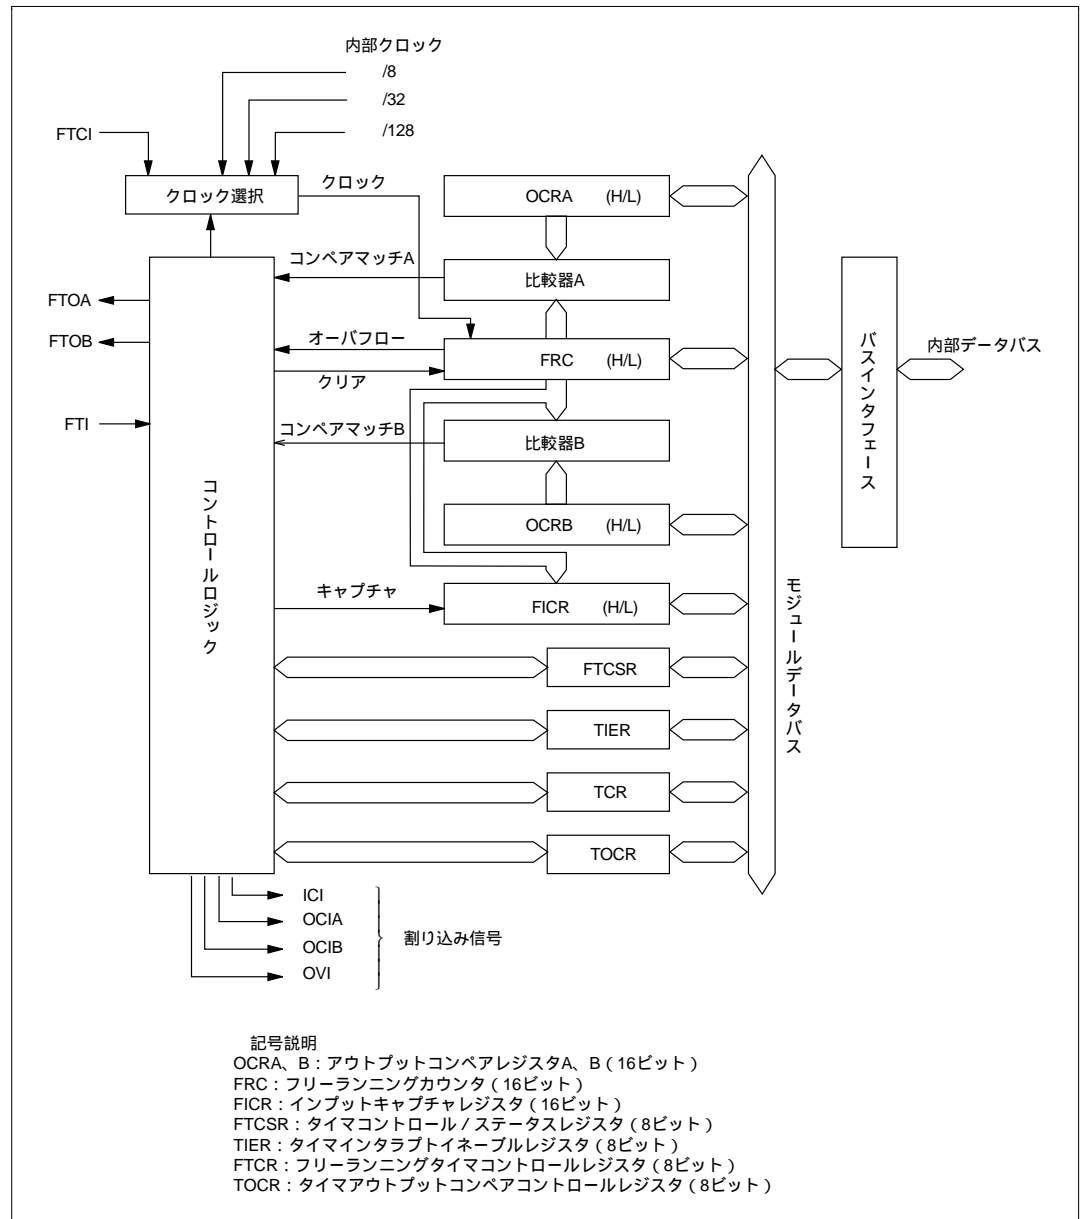 内部クロック
/8
/32
FTCI
/128
クロック選択
クロック
OCRA (H/L)
コンペアマッチA
比較器A
FTOA
FTOB
オーバフロー
FRC (H/L)
クリア
バスインタフェース
内部データバス
FTI
コンペアマッチB
比較器B
コントロールロジック
OCRB (H/L)
キャプチャ
FICR (H/L)
モジュールデータバス
FTCSR
TIER
TCR
TOCR
ICI
OCIA
OCIB
OVI
割り込み信号
記号説明
OCRA、B：アウトプットコンペアレジスタA、B（16ビット）
FRC：フリーランニングカウンタ（16ビット）
FICR：インプットキャプチャレジスタ（16ビット）
FTCSR：タイマコントロール / ステータスレジスタ（8ビット）
TIER：タイマインタラプトイネーブルレジスタ（8ビット）
FTCR：フリーランニングタイマコントロールレジスタ（8ビット）
TOCR：タイマアウトプットコンペアコントロールレジスタ（8ビット）